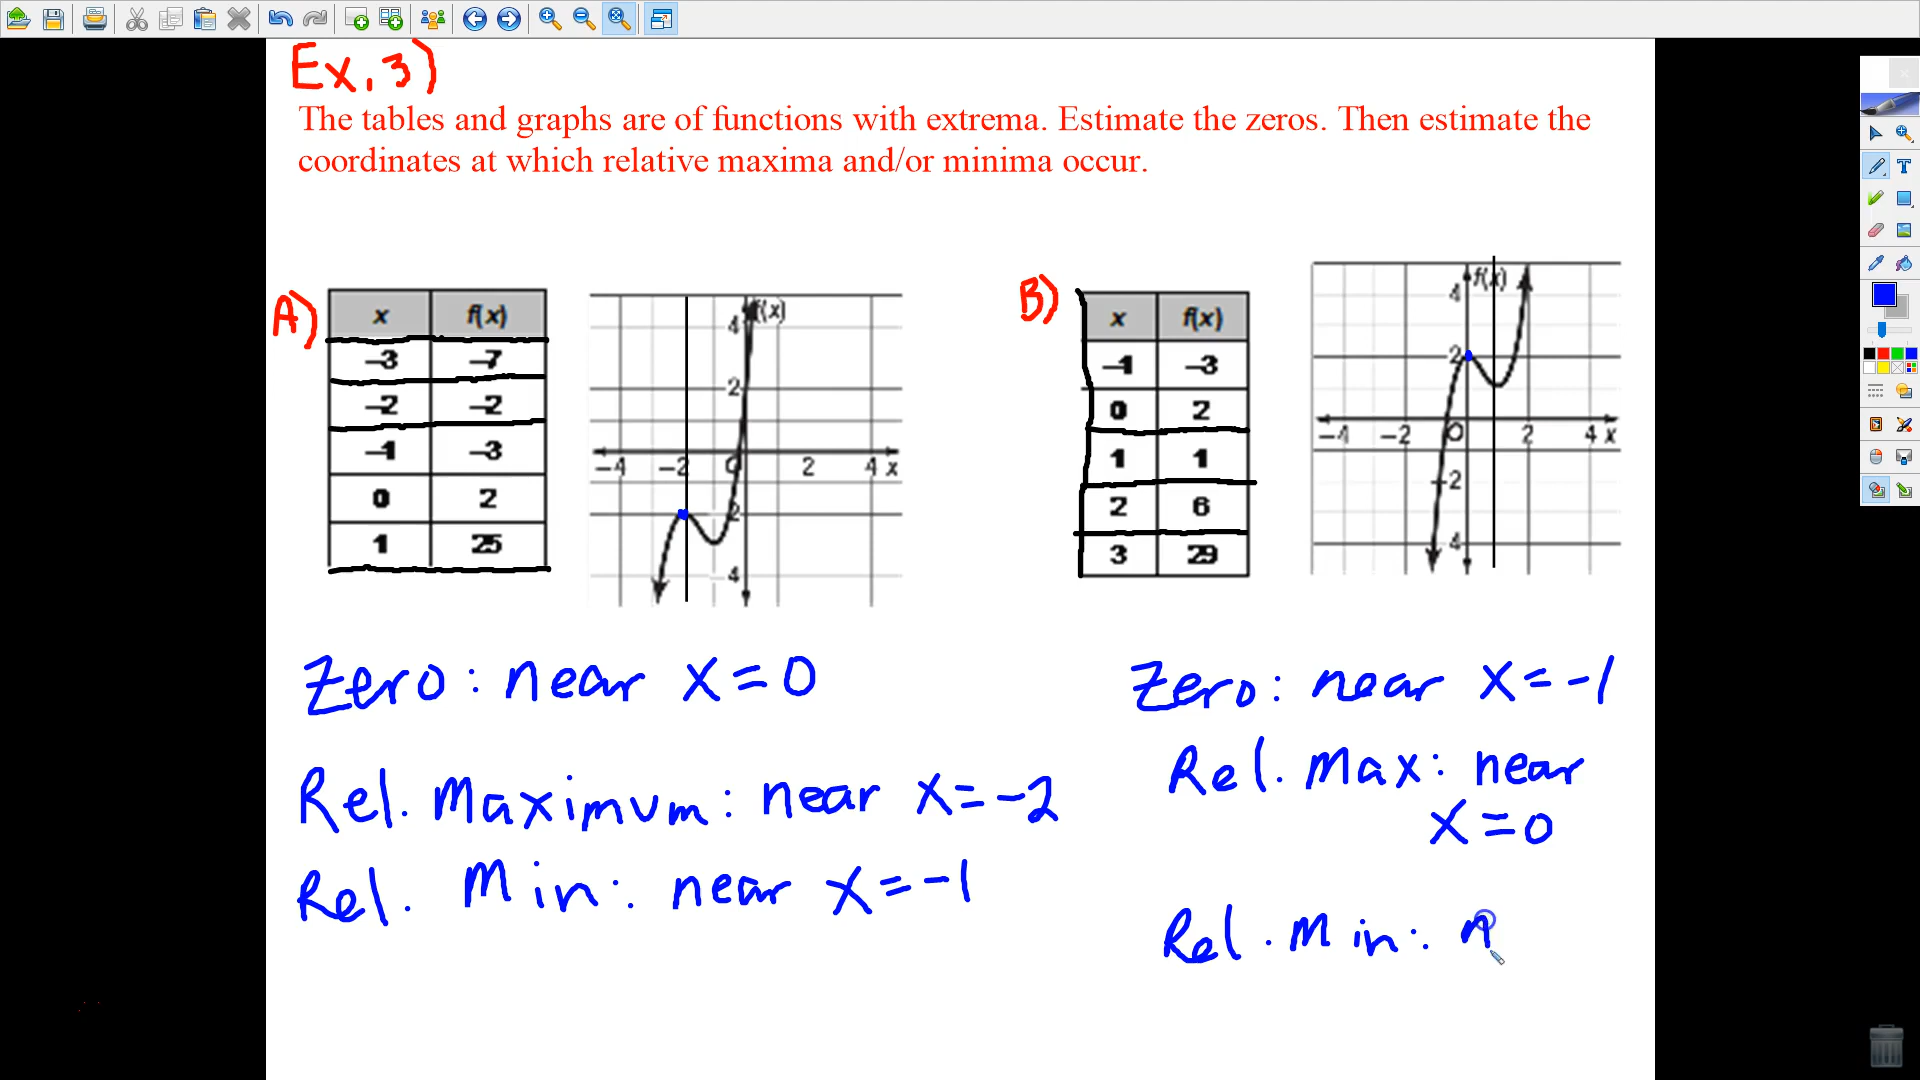 Ex. 3)
The tables and graphs are of functions with extrema. Estimate the zeros. Then estimate the
coordinates at which relative maxima and/or minima occur.
A)
x f(x)
-3 -7
-2 -2
-1 -3
0 2
1 25
f(x)
4
2
-4 -2 O 2 4 x
2
4
B)
x f(x)
-1 -3
0 2
1 1
2 6
3 29
f(x)
4
2
-4 -2 O 2 4 x
-2
4
Zero: near x=0
Rel. Maximum: near x=-2
Rel. Min: near x=-1
Zero: near x=-1
Rel. Max: near
x=0
Rel. Min: n
T